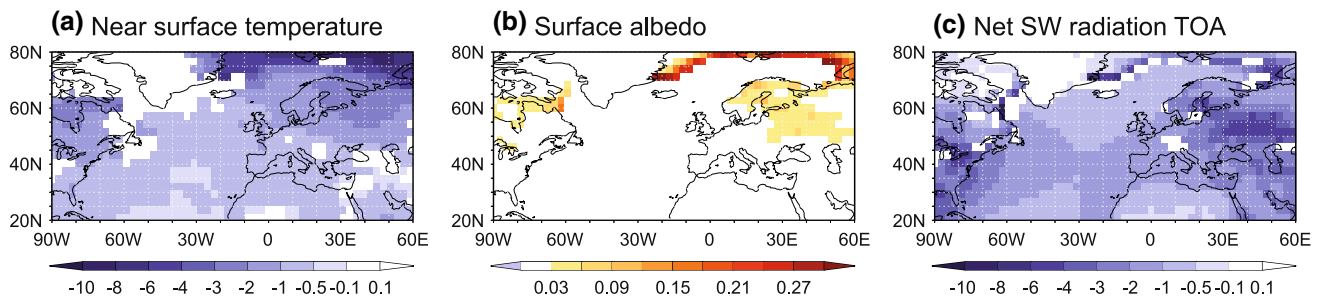 (a) Near surface temperature
(b) Surface albedo
(c) Net SW radiation TOA
80N
60N
40N
20N
90W 60W 30W 0 30E 60E
80N
60N
40N
20N
90W 60W 30W 0 30E 60E
80N
60N
40N
20N
90W 60W 30W 0 30E 60E
-10 -8 -6 -4 -3 -2 -1 -0.5 -0.1 0.1
0.03 0.09 0.15 0.21 0.27
-10 -8 -6 -4 -3 -2 -1 -0.5 -0.1 0.1